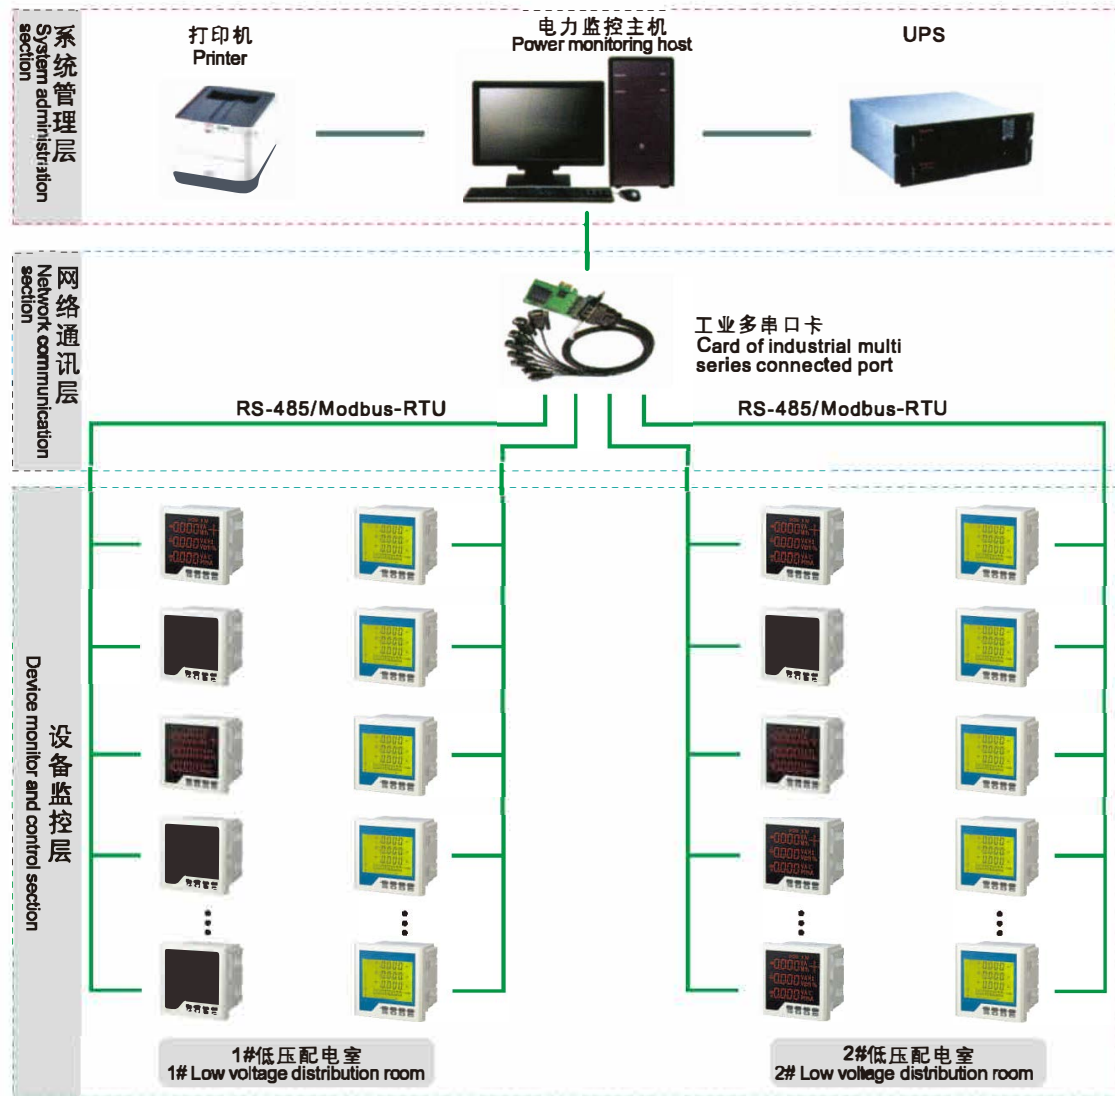 系统管理层
System administration
section
打印机
Printer
电力监控主机
Power monitoring host
UPS
网络通讯层
Network communication
section
工业多串口卡
Card of industrial multi
series connected port
RS-485/Modbus-RTU
RS-485/Modbus-RTU
设备监控层
Device monitor and control section
1#低压配电室
1# Low voltage distribution room
2#低压配电室
2# Low voltage distribution room